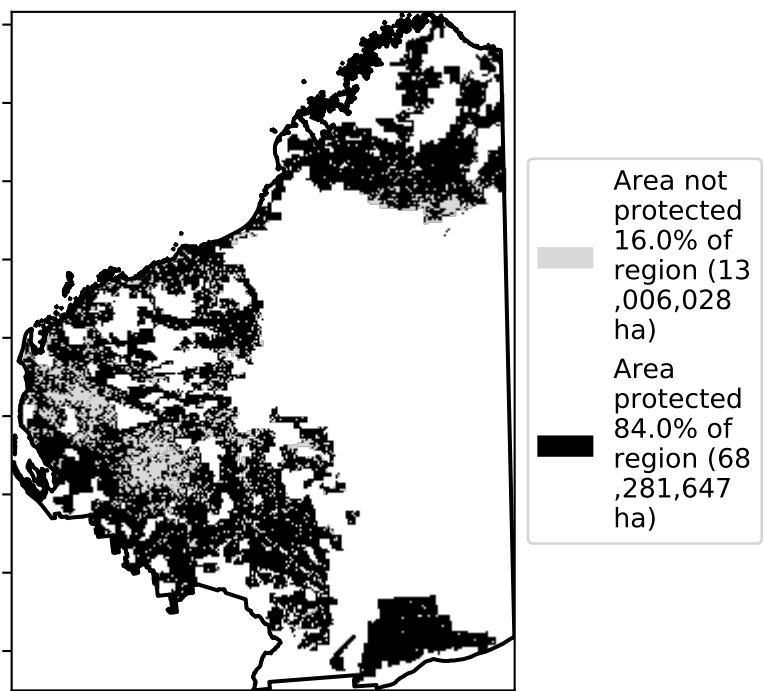 Area not
protected
16.0% of
region (13
,006,028
ha)
Area
protected
84.0% of
region (68
,281,647
ha)